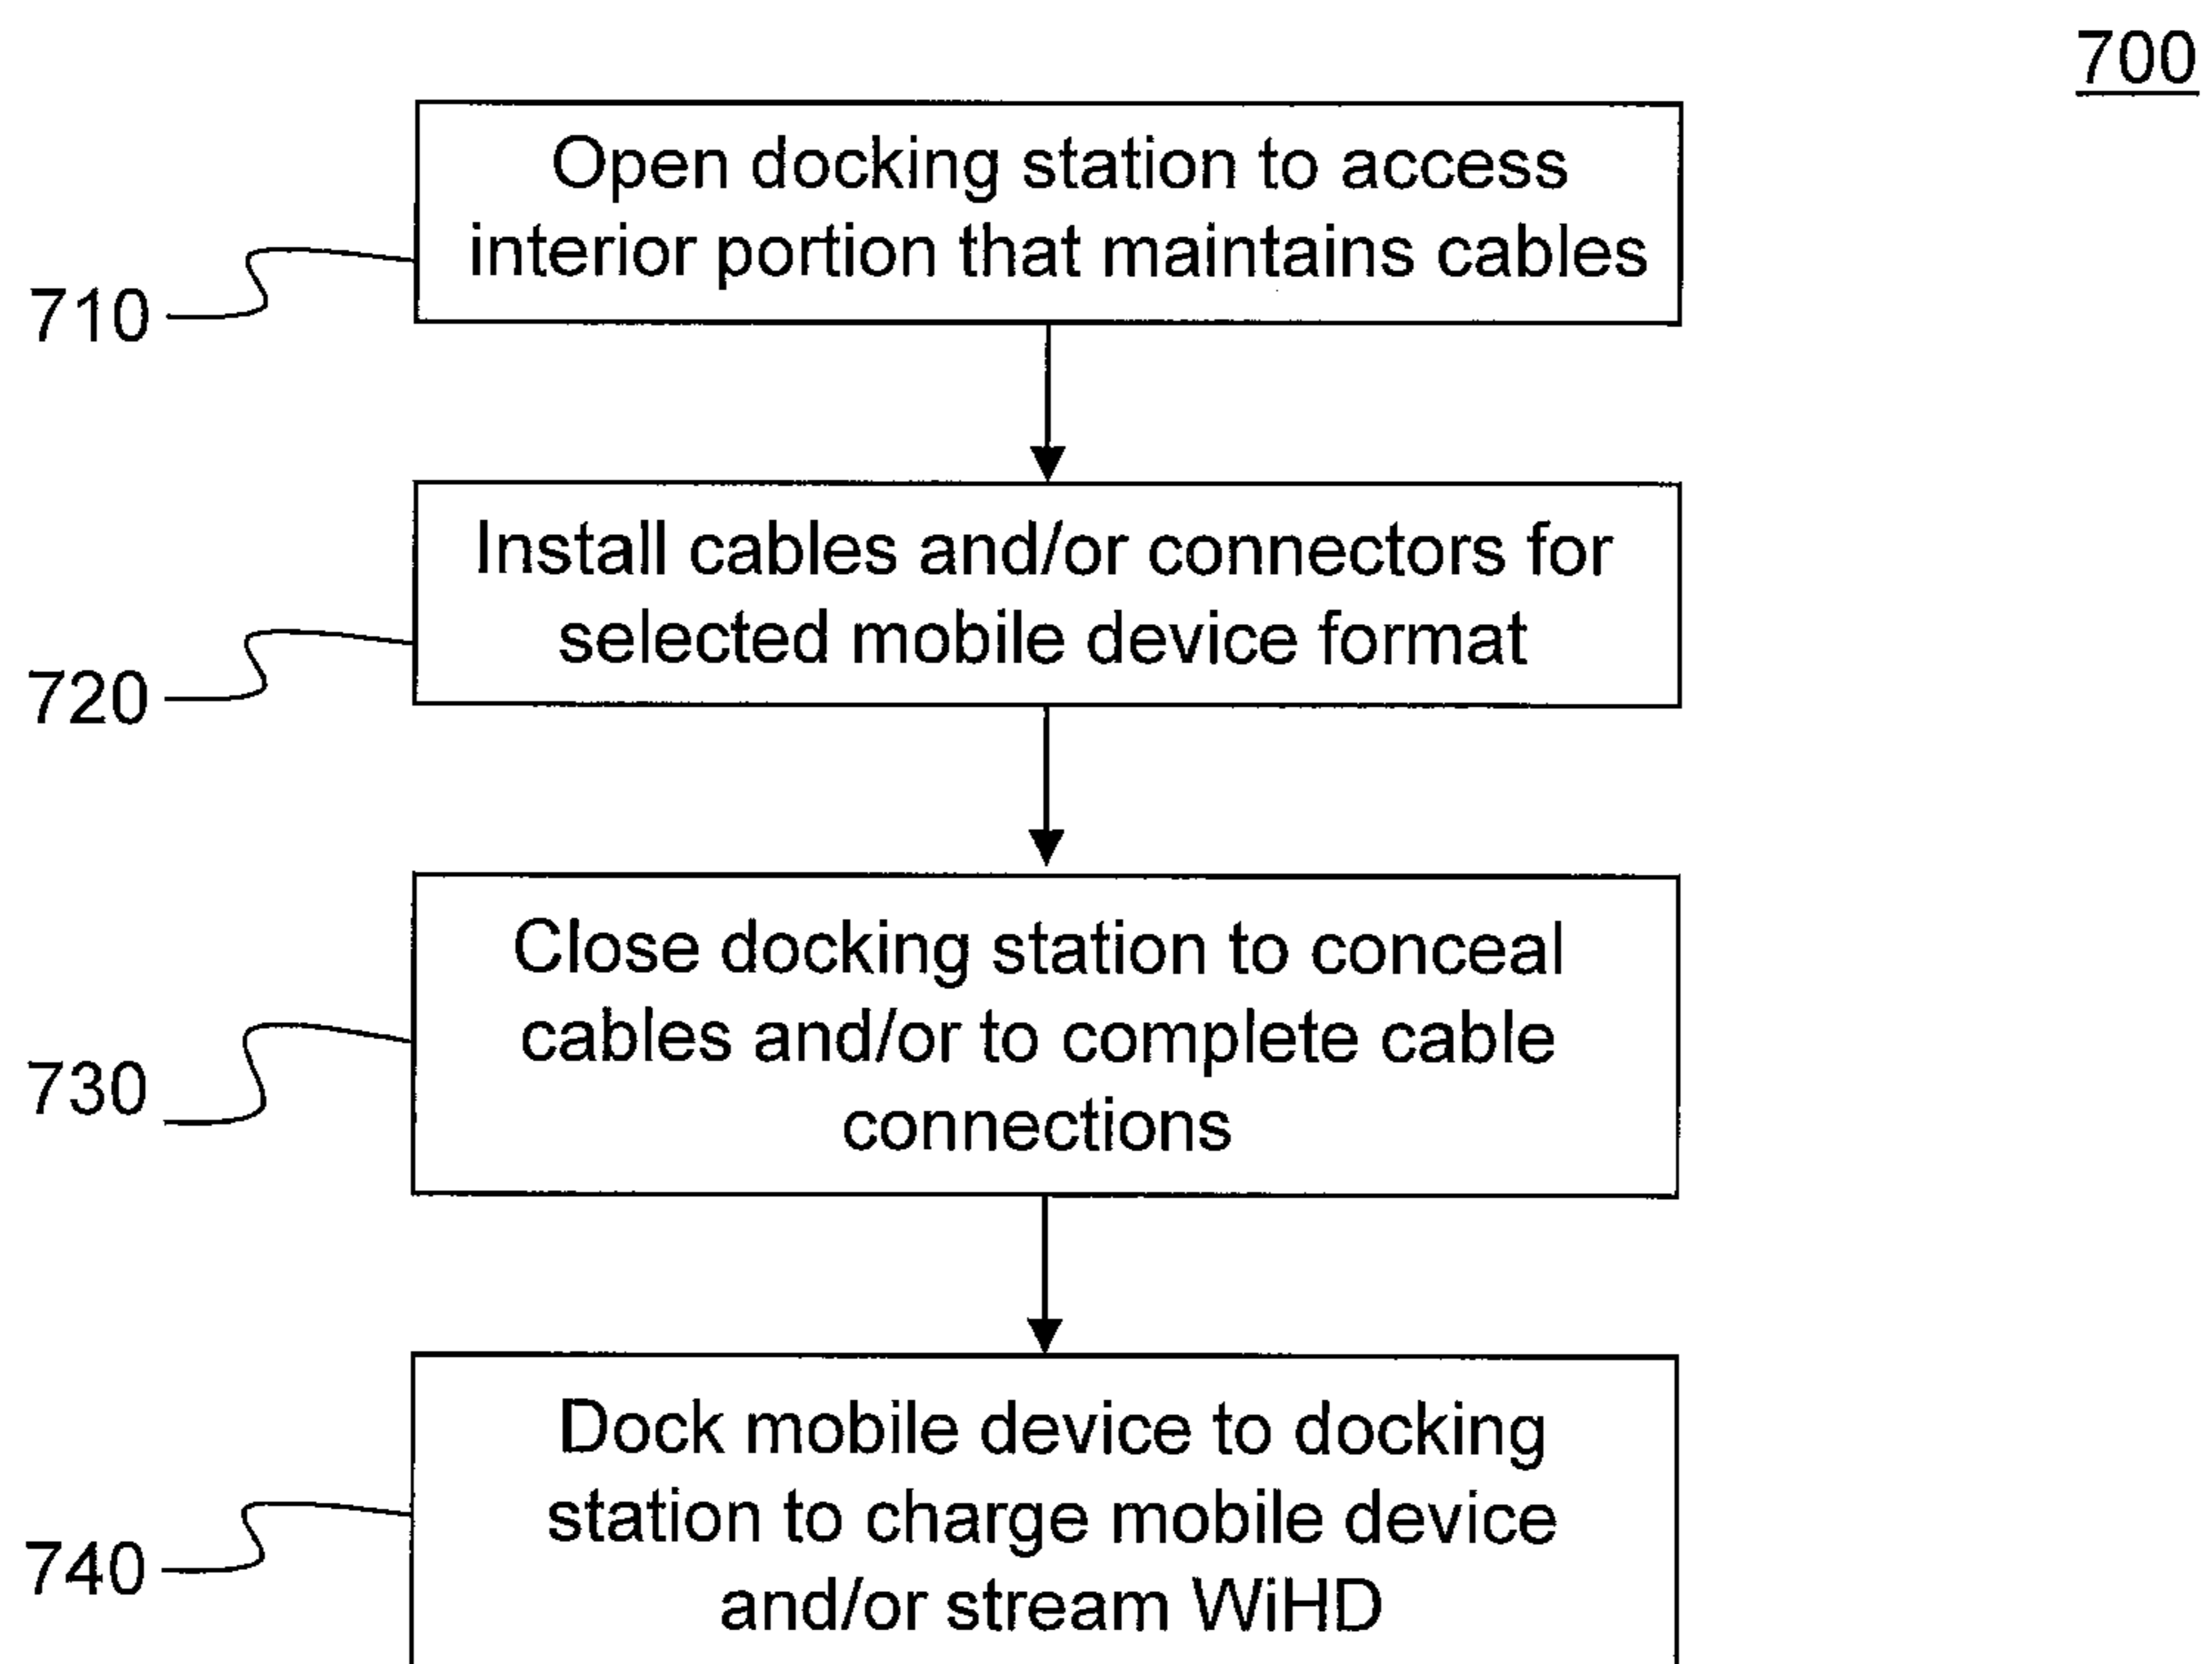 700
Open docking station to access
interior portion that maintains cables
710
Install cables and/or connectors for
selected mobile device format
720
Close docking station to conceal
cables and/or to complete cable
connections
730
Dock mobile device to docking
station to charge mobile device
and/or stream WiHD
740